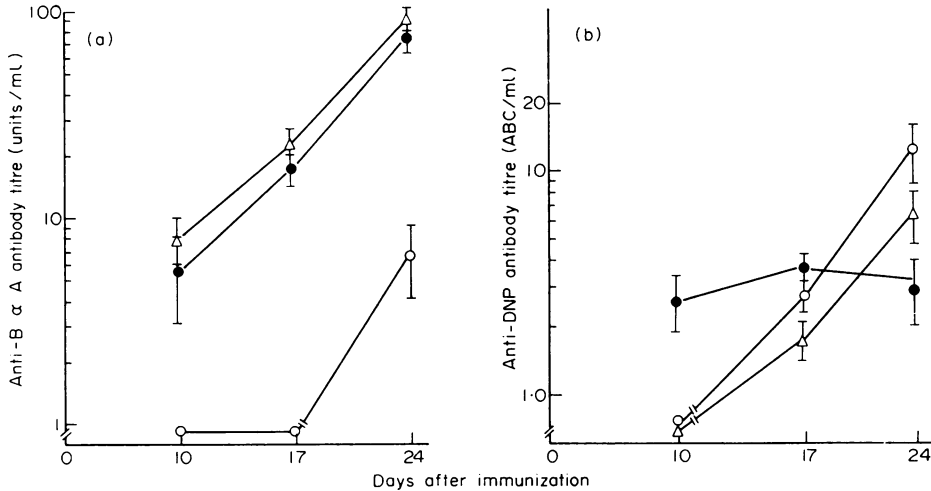 (a)
Anti-B α A antibody titre (units/ml)
100
10
1
0
10
17
24
(b)
Anti-DNP antibody titre (ABC/ml)
20
10
1·0
0
10
17
24
Days after immunization